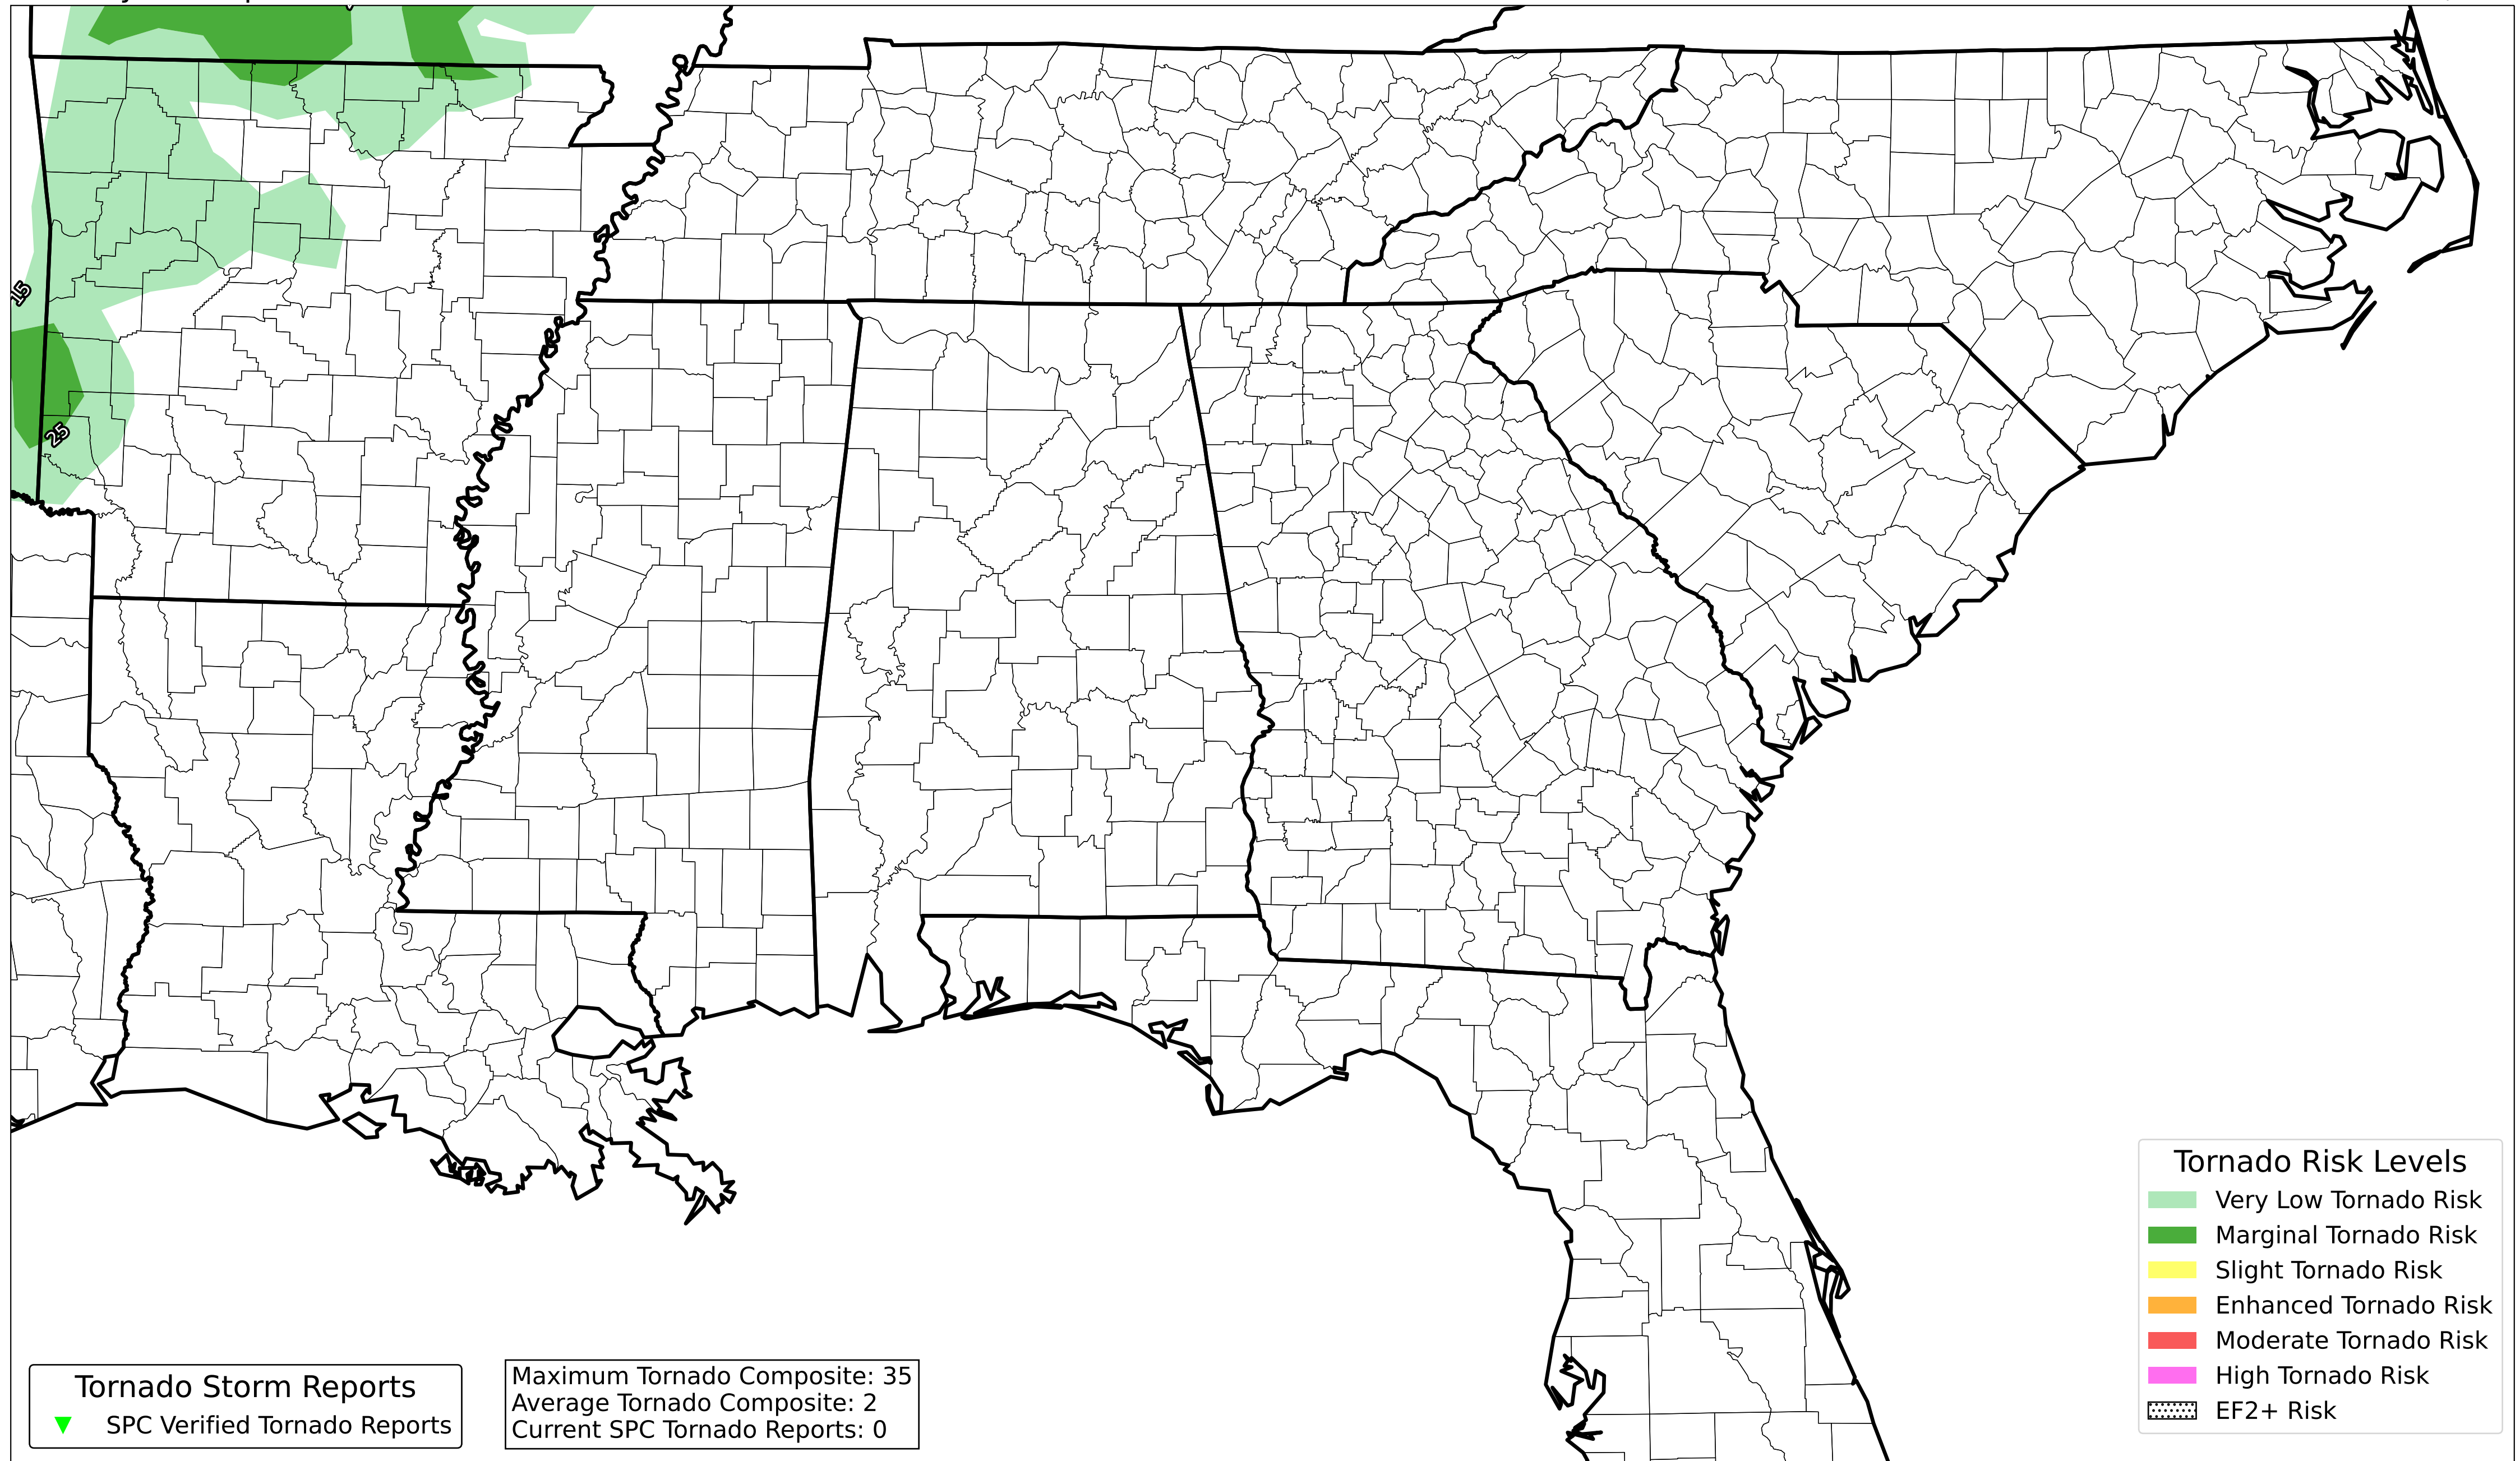 15
25
Tornado Risk Levels
Very Low Tornado Risk
Marginal Tornado Risk
Slight Tornado Risk
Enhanced Tornado Risk
Moderate Tornado Risk
High Tornado Risk
EF2+ Risk
Tornado Storm Reports
SPC Verified Tornado Reports
Maximum Tornado Composite: 35
Average Tornado Composite: 2
Current SPC Tornado Reports: 0